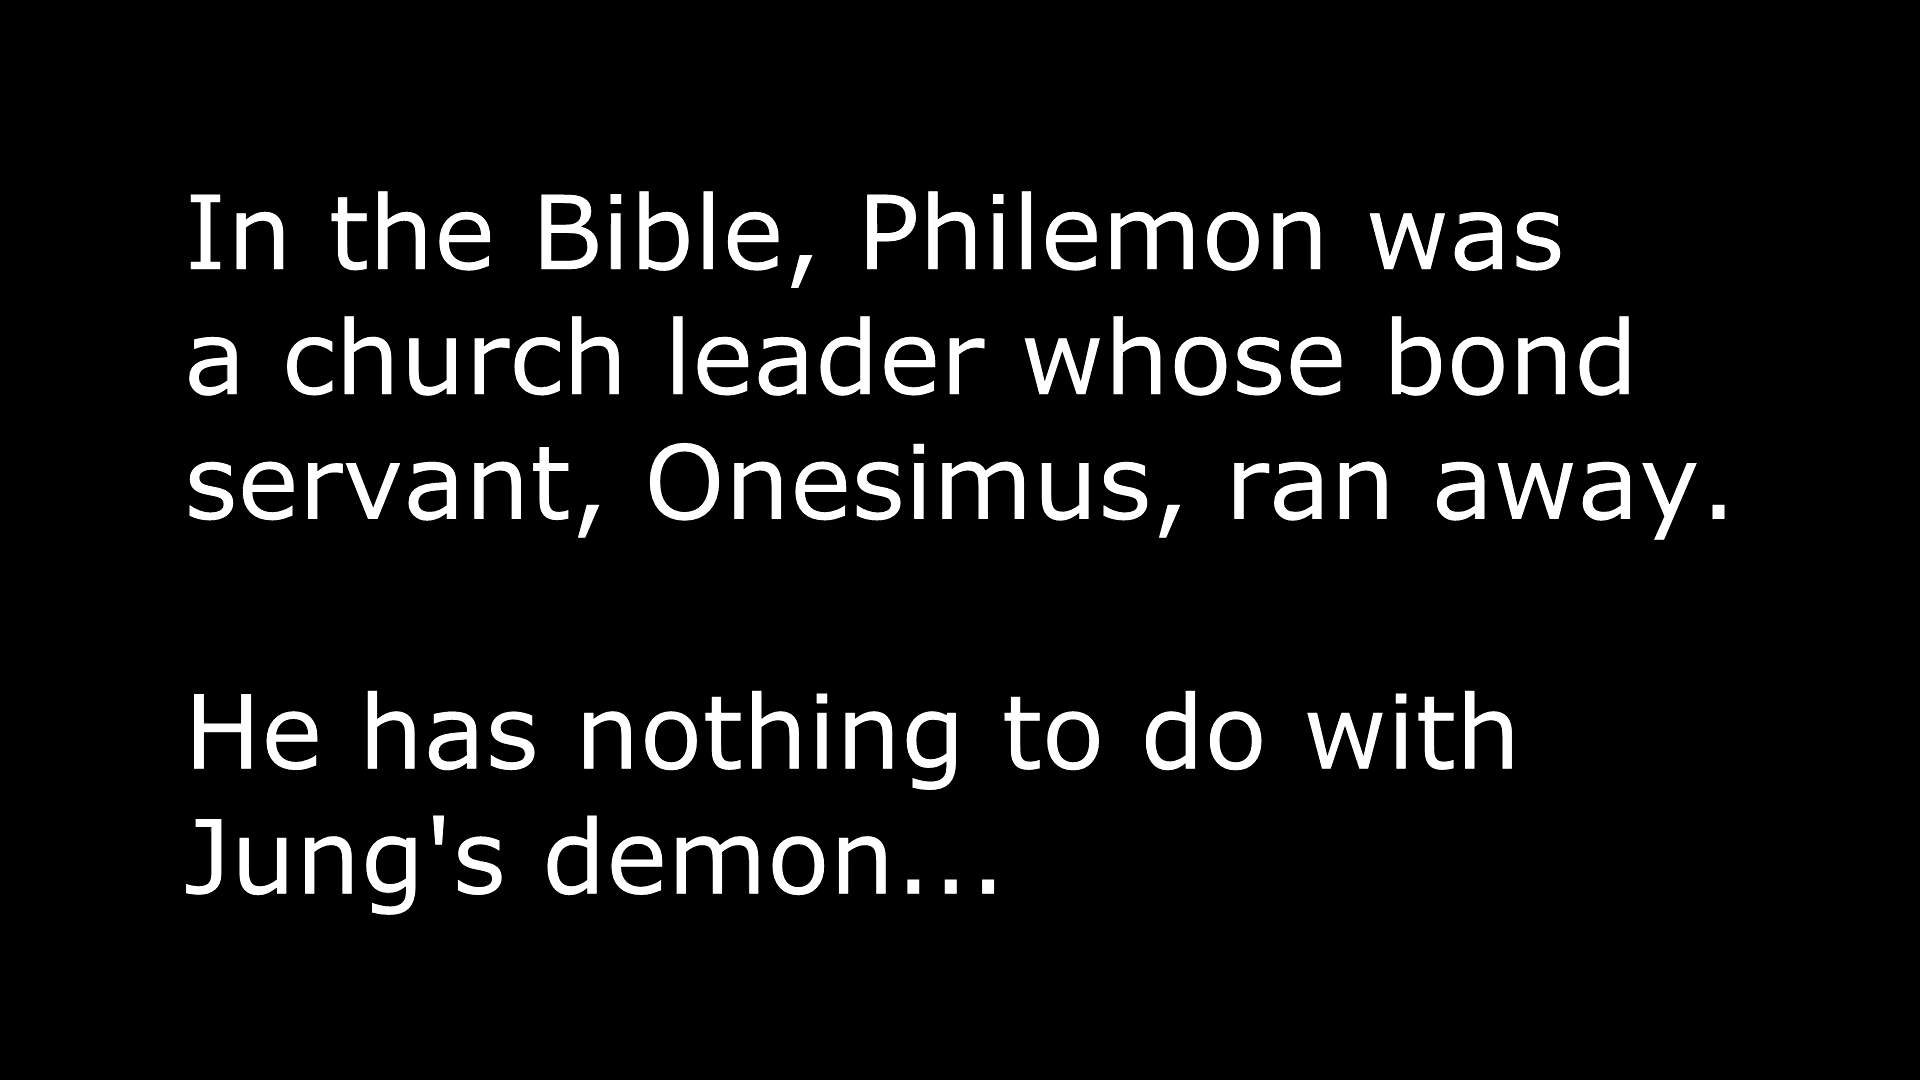 In the Bible, Philemon was
a church leader whose bond
servant, Onesimus, ran away.
He has nothing to do with
Jung's demon...